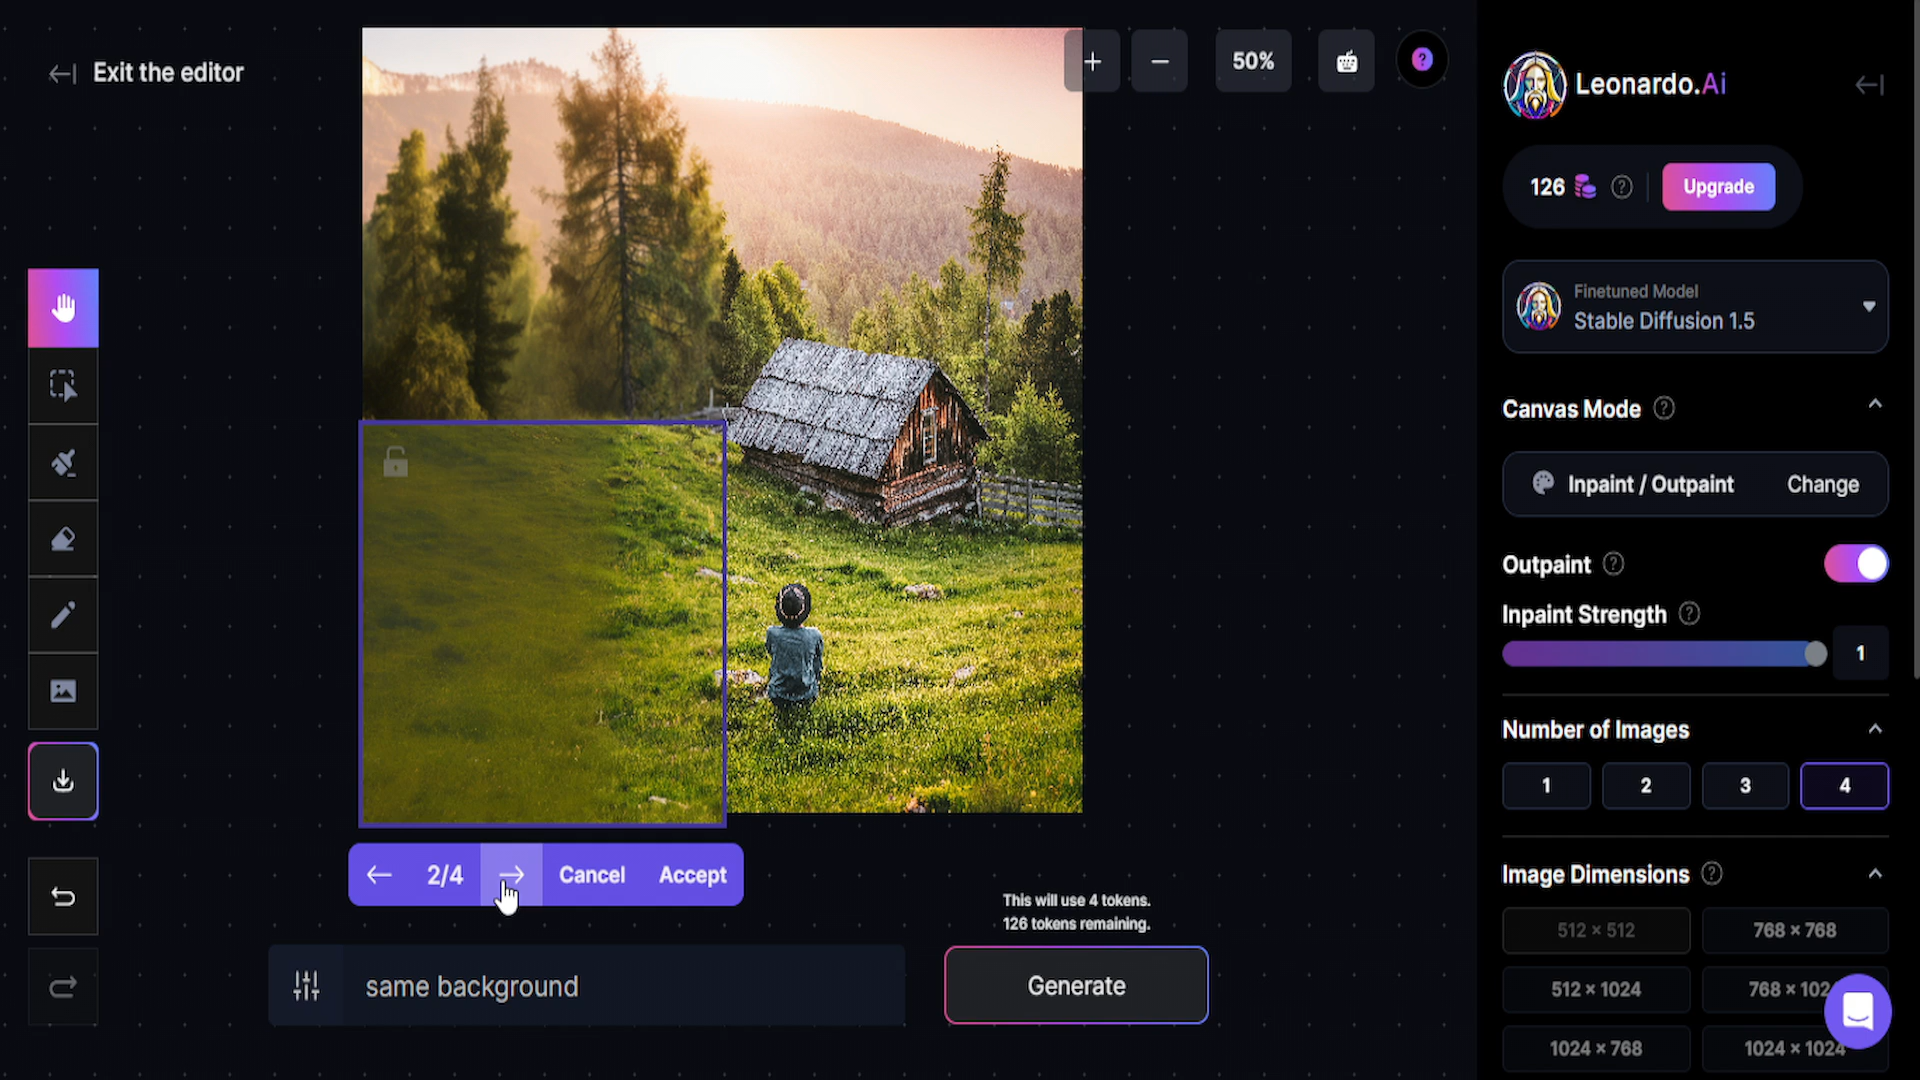 Exit the editor
50%
?
Leonardo.Ai
126
?
Upgrade
Finetuned Model
Stable Diffusion 1.5
Canvas Mode ?
Inpaint / Outpaint
Change
Outpaint ?
Inpaint Strength ?
1
Number of Images
1 2 3 4
Image Dimensions ?
512 × 512
768 × 768
512 × 1024
1024 × 768
2/4
Cancel
Accept
This will use 4 tokens.
126 tokens remaining.
same background
Generate